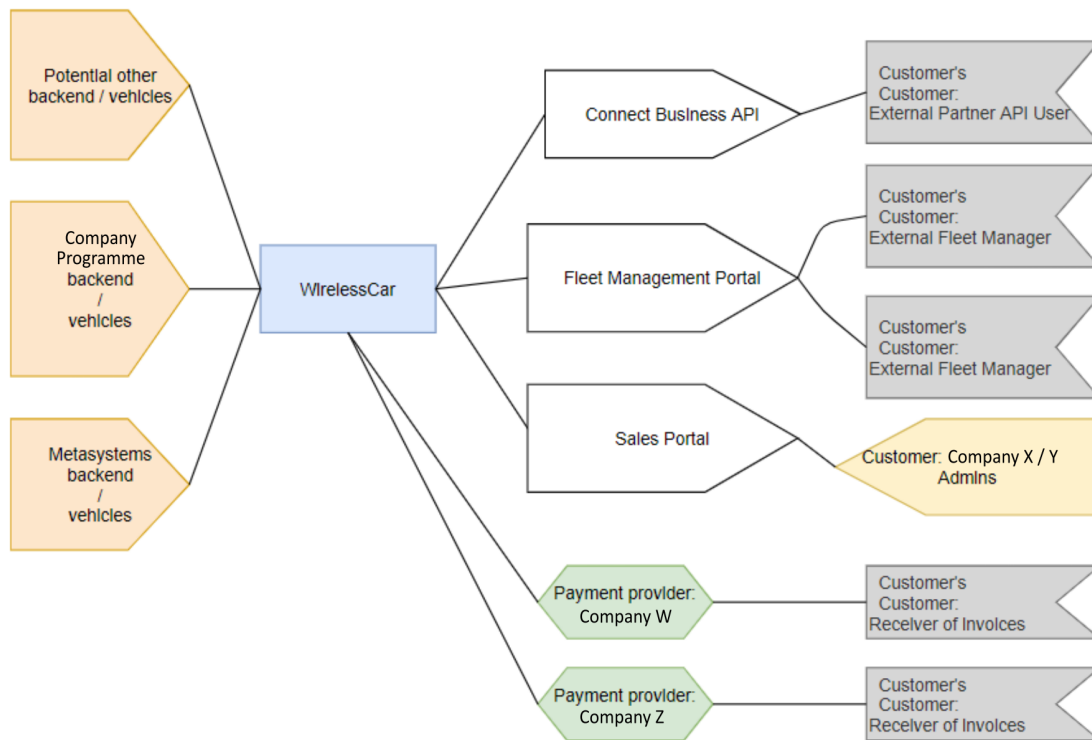 Potential other
backend / vehicles
Company
Programme
backend
/
vehicles
Metasystems
backend
/
vehicles
WirelessCar
Connect Business API
Fleet Management Portal
Sales Portal
Payment provider:
Company W
Payment provider:
Company Z
Customer's
Customer:
External Partner API User
Customer's
Customer:
External Fleet Manager
Customer's
Customer:
External Fleet Manager
Customer: Company X / Y
Admins
Customer's
Customer:
Receiver of Invoices
Customer's
Customer:
Receiver of Invoices